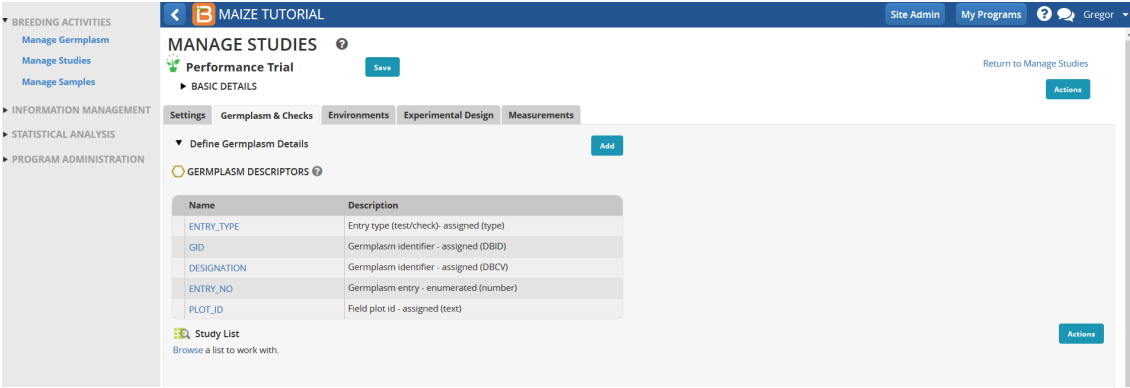 BREEDING ACTIVITIES
Manage Germplasm
Manage Studies
Manage Samples
INFORMATION MANAGEMENT
STATISTICAL ANALYSIS
PROGRAM ADMINISTRATION
MAIZE TUTORIAL
Site Admin My Programs ? Gregor
MANAGE STUDIES ?
Performance Trial Save Return to Manage Studies
BASIC DETAILS Actions
Settings Germplasm & Checks Environments Experimental Design Measurements
Define Germplasm Details Add
GERMPLASM DESCRIPTORS ?
Name Description
ENTRY_TYPE Entry type (test/check)- assigned (type)
GID Germplasm identifier - assigned (DBID)
DESIGNATION Germplasm identifier - assigned (DBCV)
ENTRY_NO Germplasm entry - enumerated (number)
PLOT_ID Field plot id - assigned (text)
Study List Actions
Browse a list to work with.